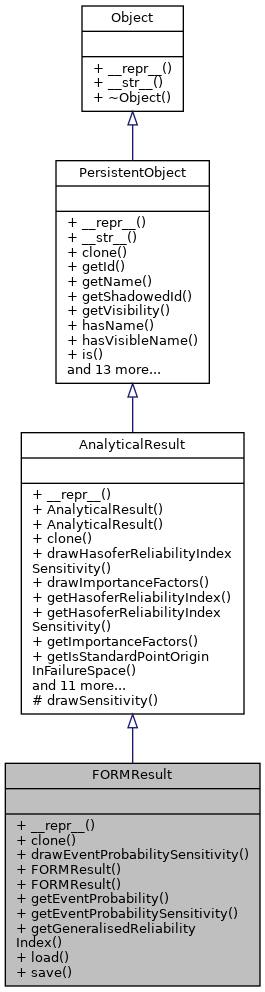 Object
+ __repr__()
+ __str__()
+ ~Object()
PersistentObject
+ __repr__()
+ __str__()
+ clone()
+ getId()
+ getName()
+ getShadowedId()
+ getVisibility()
+ hasName()
+ hasVisibleName()
+ is()
and 13 more...
AnalyticalResult
+ __repr__()
+ AnalyticalResult()
+ AnalyticalResult()
+ clone()
+ drawHasoferReliabilityIndex
Sensitivity()
+ drawImportanceFactors()
+ getHasoferReliabilityIndex()
+ getHasoferReliabilityIndex
Sensitivity()
+ getImportanceFactors()
+ getIsStandardPointOrigin
InFailureSpace()
and 11 more...
# drawSensitivity()
FORMResult
+ __repr__()
+ clone()
+ drawEventProbabilitySensitivity()
+ FORMResult()
+ FORMResult()
+ getEventProbability()
+ getEventProbabilitySensitivity()
+ getGeneralisedReliability
Index()
+ load()
+ save()